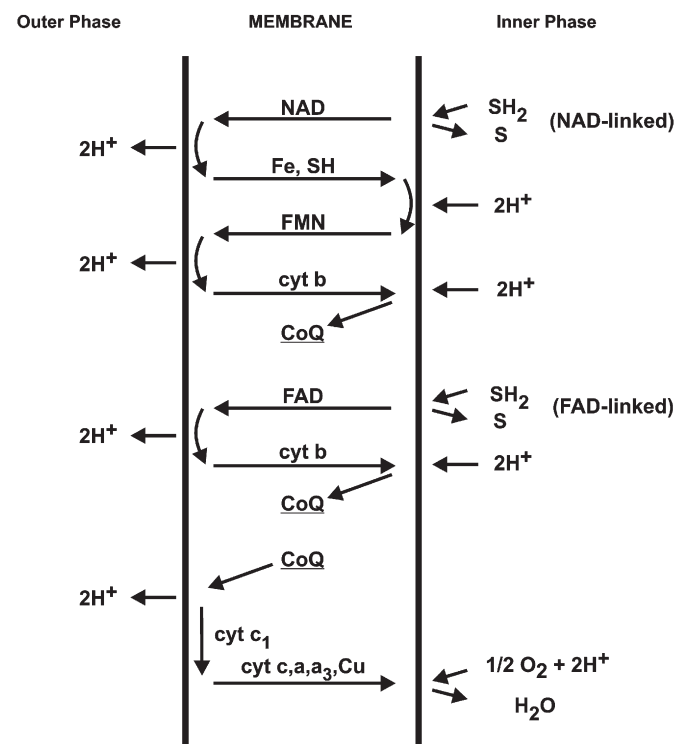 Outer Phase MEMBRANE Inner Phase
NAD SH2 (NAD-linked)
S
2H+
Fe, SH
2H+
FMN
2H+
cyt b 2H+
CoQ
FAD SH2 (FAD-linked)
S
2H+
cyt b 2H+
CoQ
CoQ
2H+
cyt c1
cyt c,a,a3,Cu 1/2 O2 + 2H+
H2O